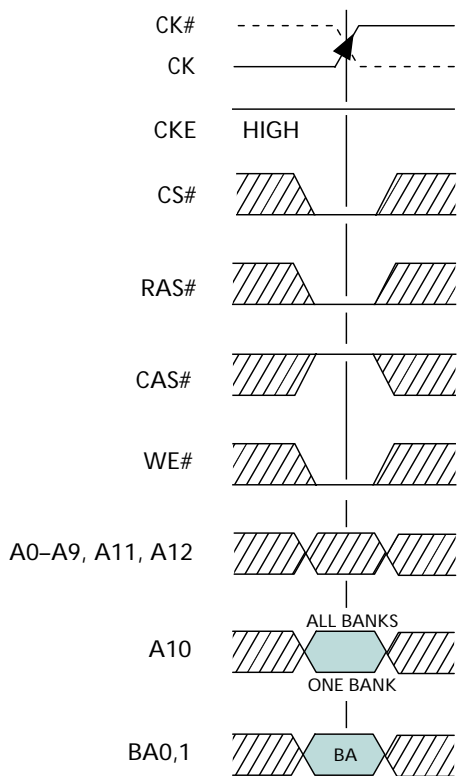 CK#
CK
CKE HIGH
CS#
RAS#
CAS#
WE#
A0–A9, A11, A12
ALL BANKS
A10
ONE BANK
BA0,1 BA